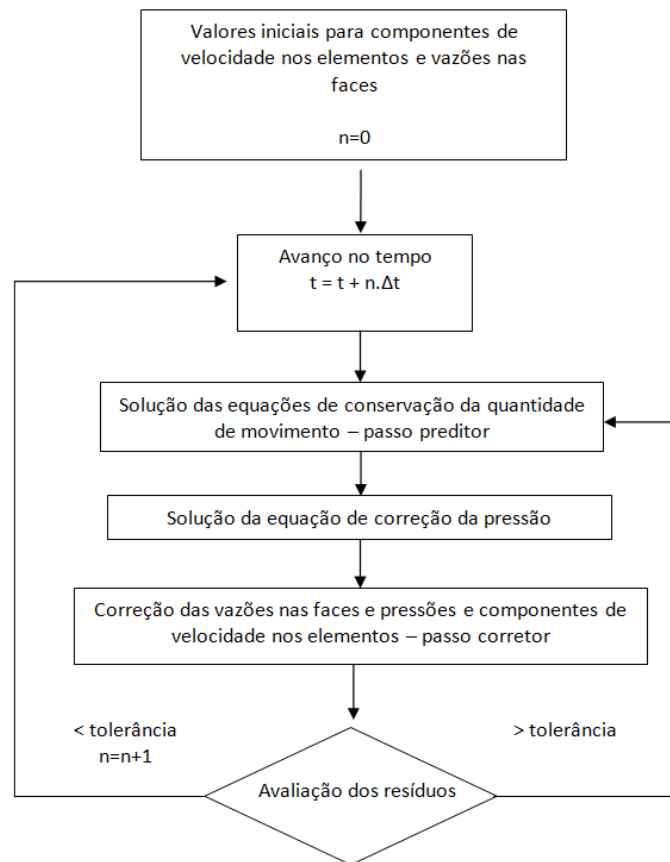 Valores iniciais para componentes de
velocidade nos elementos e vazões nas
faces
n=0
Avanço no tempo
t = t + n.Δt
Solução das equações de conservação da quantidade
de movimento – passo preditor
Solução da equação de correção da pressão
Correção das vazões nas faces e pressões e componentes de
velocidade nos elementos – passo corretor
< tolerância
n=n+1
> tolerância
Avaliação dos resíduos